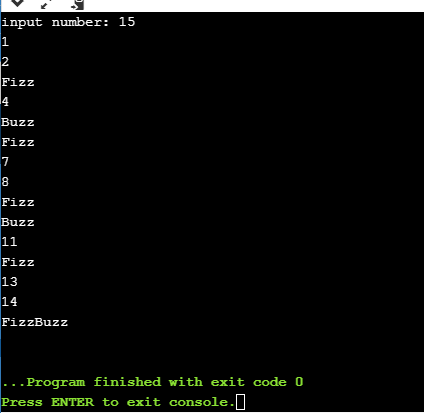 input number: 15
1
2
Fizz
4
Buzz
Fizz
7
8
Fizz
Buzz
11
Fizz
13
14
FizzBuzz
...Program finished with exit code 0
Press ENTER to exit console.